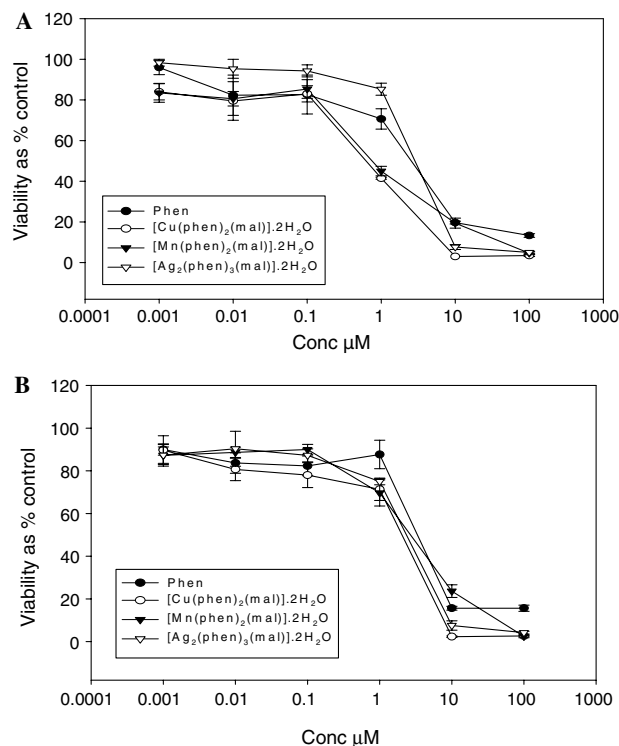 A
120
100
80
60
40
20
0
Viability as % control
Phen
[Cu(phen)₂(mal)].2H₂O
[Mn(phen)₂(mal)].2H₂O
[Ag₂(phen)₃(mal)].2H₂O
0.0001 0.001 0.01 0.1 1 10 100 1000
Conc µM
B
120
100
80
60
40
20
0
Viability as % control
Phen
[Cu(phen)₂(mal)].2H₂O
[Mn(phen)₂(mal)].2H₂O
[Ag₂(phen)₃(mal)].2H₂O
0.0001 0.001 0.01 0.1 1 10 100 1000
Conc µM